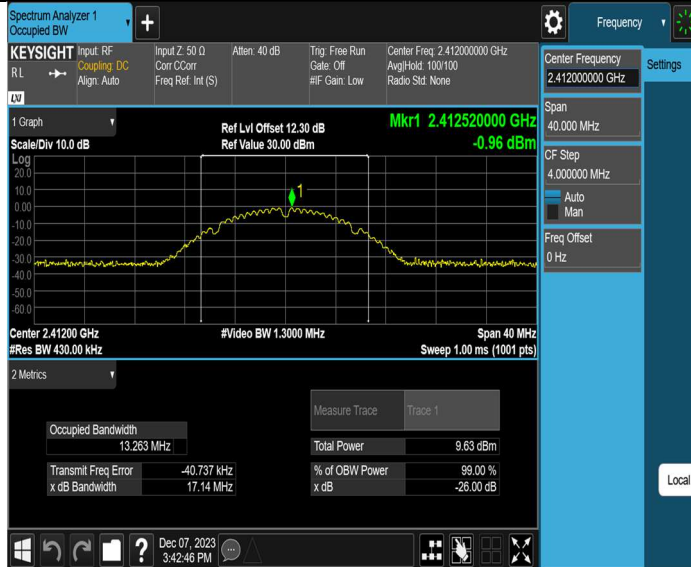 Spectrum Analyzer 1
Occupied BW
+
Frequency
KEYSIGHT
RL
LXI
Input: RF
Coupling: DC
Align: Auto
Input Z: 50 Ω
Corr CCorr
Freq Ref: Int (S)
Atten: 40 dB
Trig: Free Run
Gate: Off
#IF Gain: Low
Center Freq: 2.412000000 GHz
Avg|Hold: 100/100
Radio Std: None
Center Frequency
2.412000000 GHz
Settings
Span
40.000 MHz
CF Step
4.000000 MHz
Auto
Man
Freq Offset
0 Hz
Local
1 Graph
Scale/Div 10.0 dB
Ref Lvl Offset 12.30 dB
Ref Value 30.00 dBm
Mkr1 2.412520000 GHz
-0.96 dBm
Log
20.0
10.0
0.00
-10.0
-20.0
-30.0
-40.0
-50.0
-60.0
1
Center 2.41200 GHz
#Video BW 1.3000 MHz
Span 40 MHz
#Res BW 430.00 kHz
Sweep 1.00 ms (1001 pts)
2 Metrics
Measure Trace
Trace 1
Occupied Bandwidth
13.263 MHz
Total Power
9.63 dBm
Transmit Freq Error
-40.737 kHz
% of OBW Power
99.00 %
x dB Bandwidth
17.14 MHz
x dB
-26.00 dB
?
Dec 07, 2023
3:42:46 PM